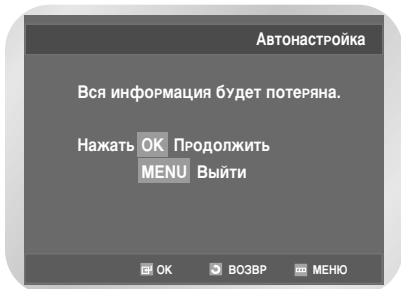 Автонастройка
Вся информация будет потеряна.
Нажать OK Продолжить
MENU Выйти
OK ВОЗВР МЕНЮ